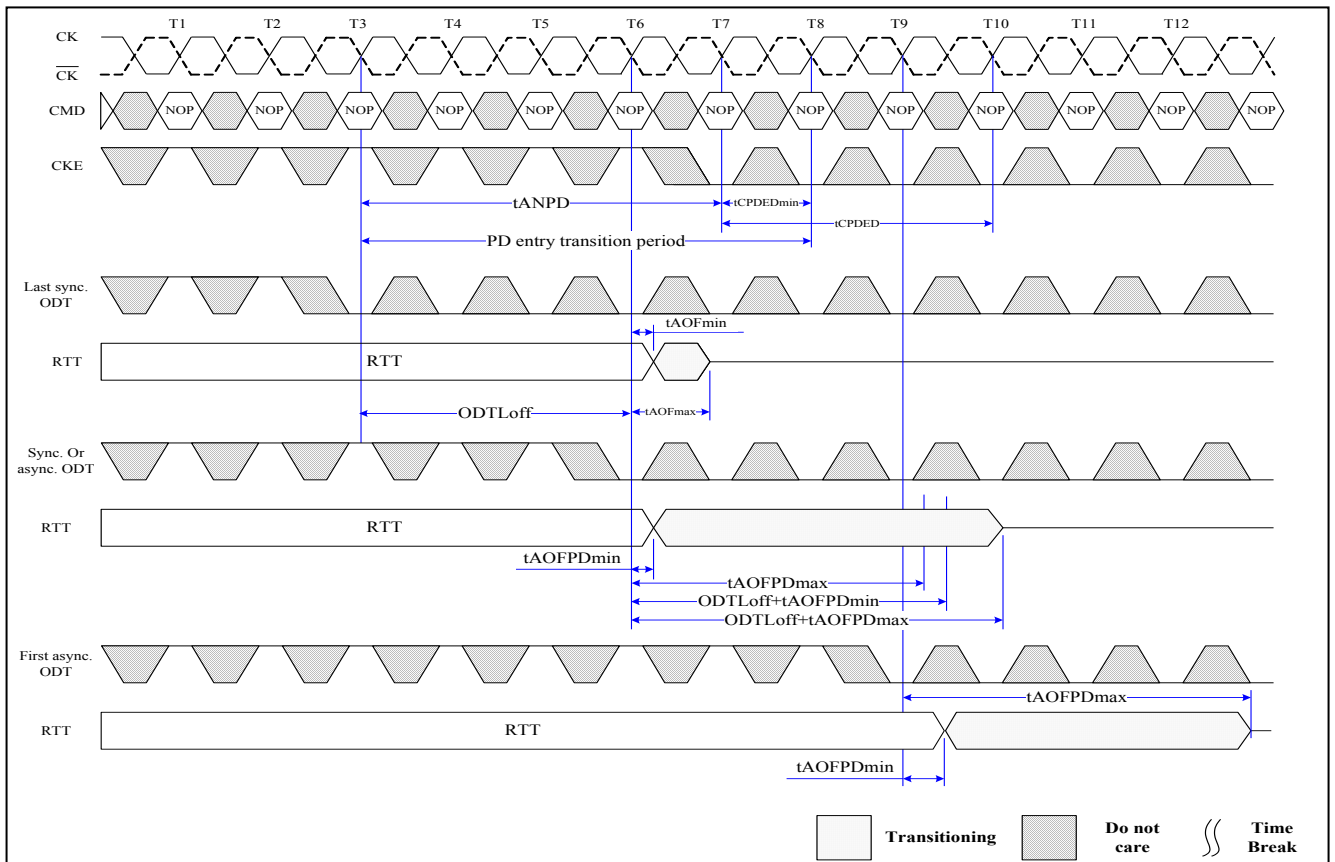 T1 T2 T3 T4 T5 T6 T7 T8 T9 T10 T11 T12
CK
CK
CMD NOP NOP NOP NOP NOP NOP NOP NOP NOP NOP NOP NOP NOP
CKE
tANPD tCPDEDmin
tCPDED
PD entry transition period
Last sync.
ODT
tAOFmin
RTT RTT
ODTLoff tAOFmax
Sync. Or
async. ODT
RTT RTT
tAOFPDmin
tAOFPDmax
ODTLoff+tAOFPDmin
ODTLoff+tAOFPDmax
First async.
ODT
tAOFPDmax
RTT RTT
tAOFPDmin
Transitioning
Do not
care
Time
Break